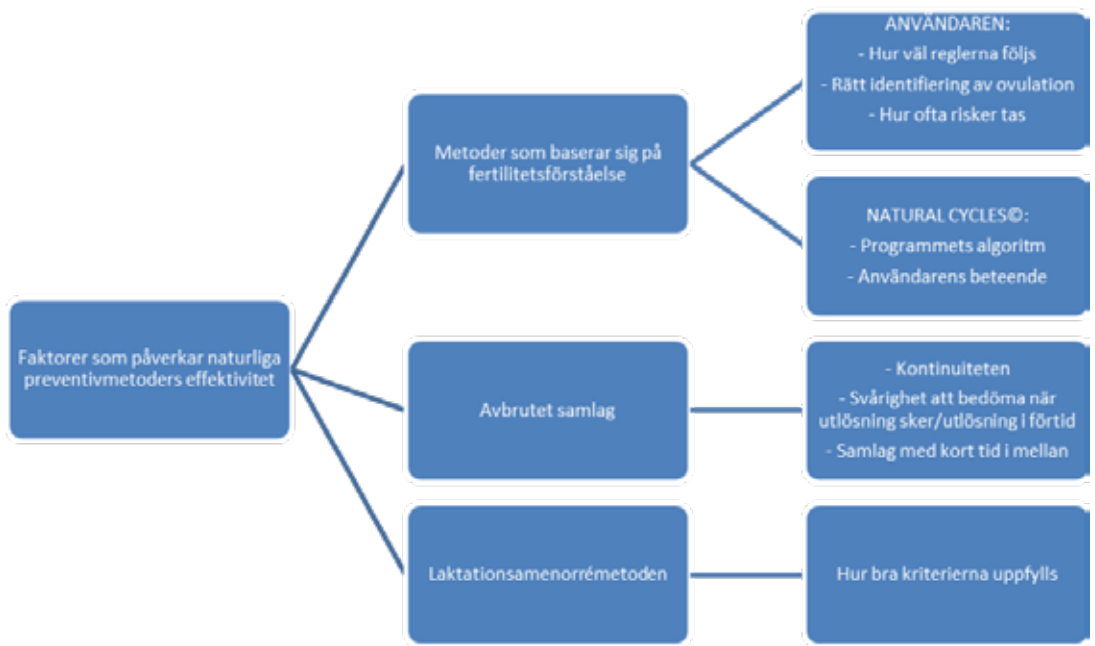 Faktorer som påverkar naturliga
preventivmetoders effektivitet
Metoder som baserar sig på
fertilitetsförståelse
ANVÄNDAREN:
- Hur väl reglerna följs
- Rätt identifiering av ovulation
- Hur ofta risker tas
NATURAL CYCLES©:
- Programmets algoritm
- Användarens beteende
Avbrutet samlag
- Kontinuiteten
- Svårighet att bedöma när
utlösning sker/utlösning i förtid
- Samlag med kort tid i mellan
Laktationsamenorrémetoden
Hur bra kriterierna uppfylls